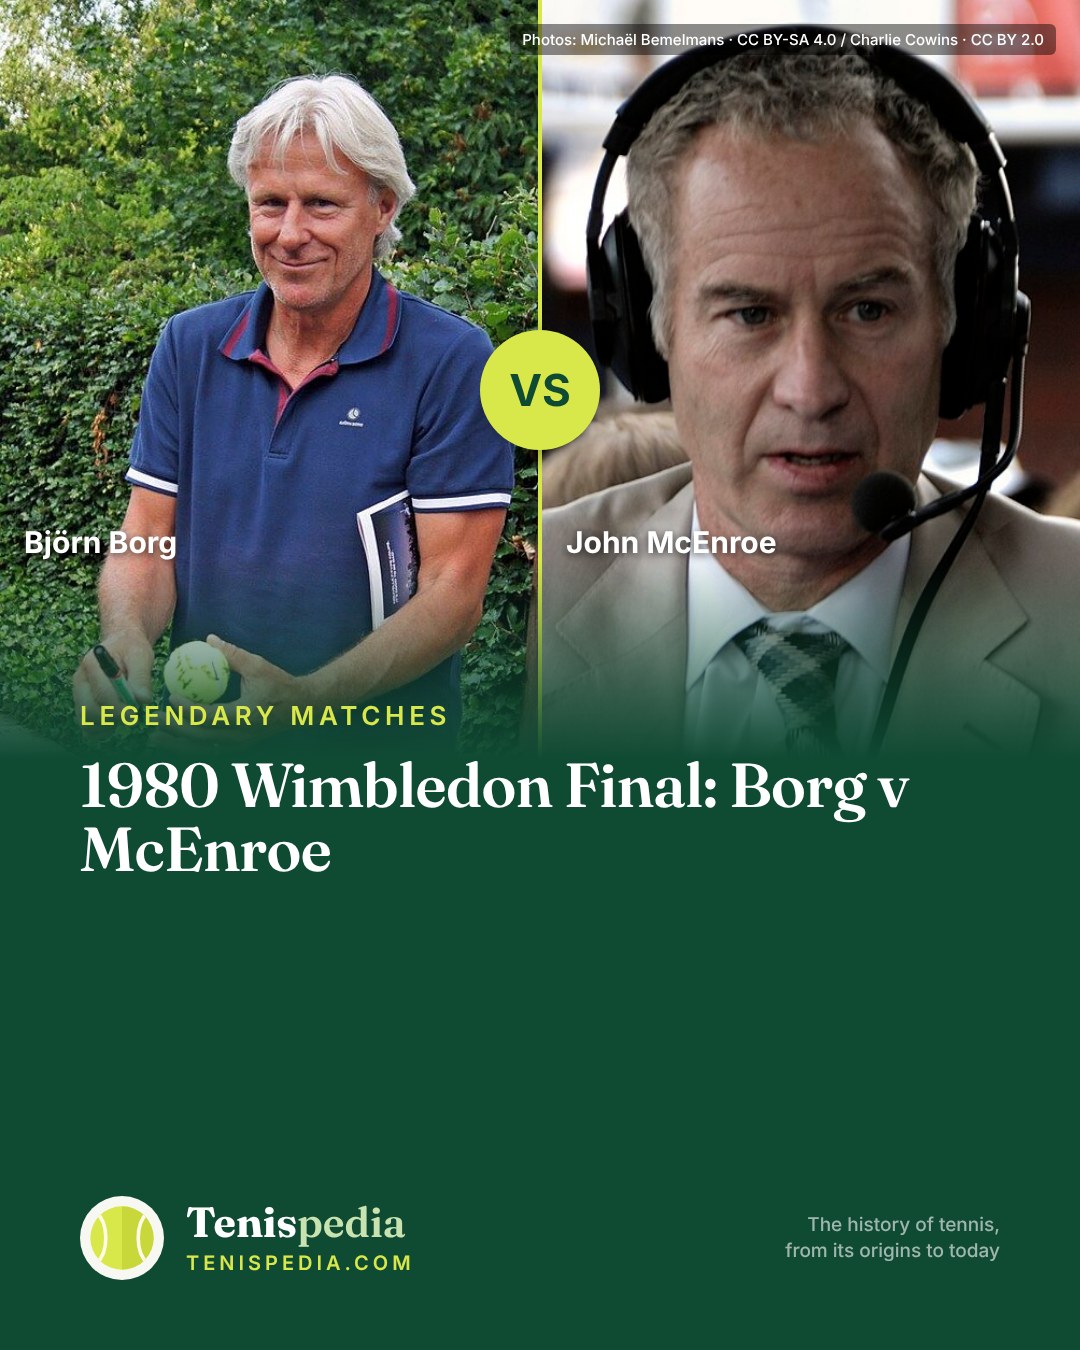 Photos: Michaël Bemelmans · CC BY-SA 4.0 / Charlie Cowins · CC BY 2.0
VS
Björn Borg
John McEnroe
LEGENDARY MATCHES
1980 Wimbledon Final: Borg v
McEnroe
Tenispedia
TENISPEDIA.COM
The history of tennis,
from its origins to today